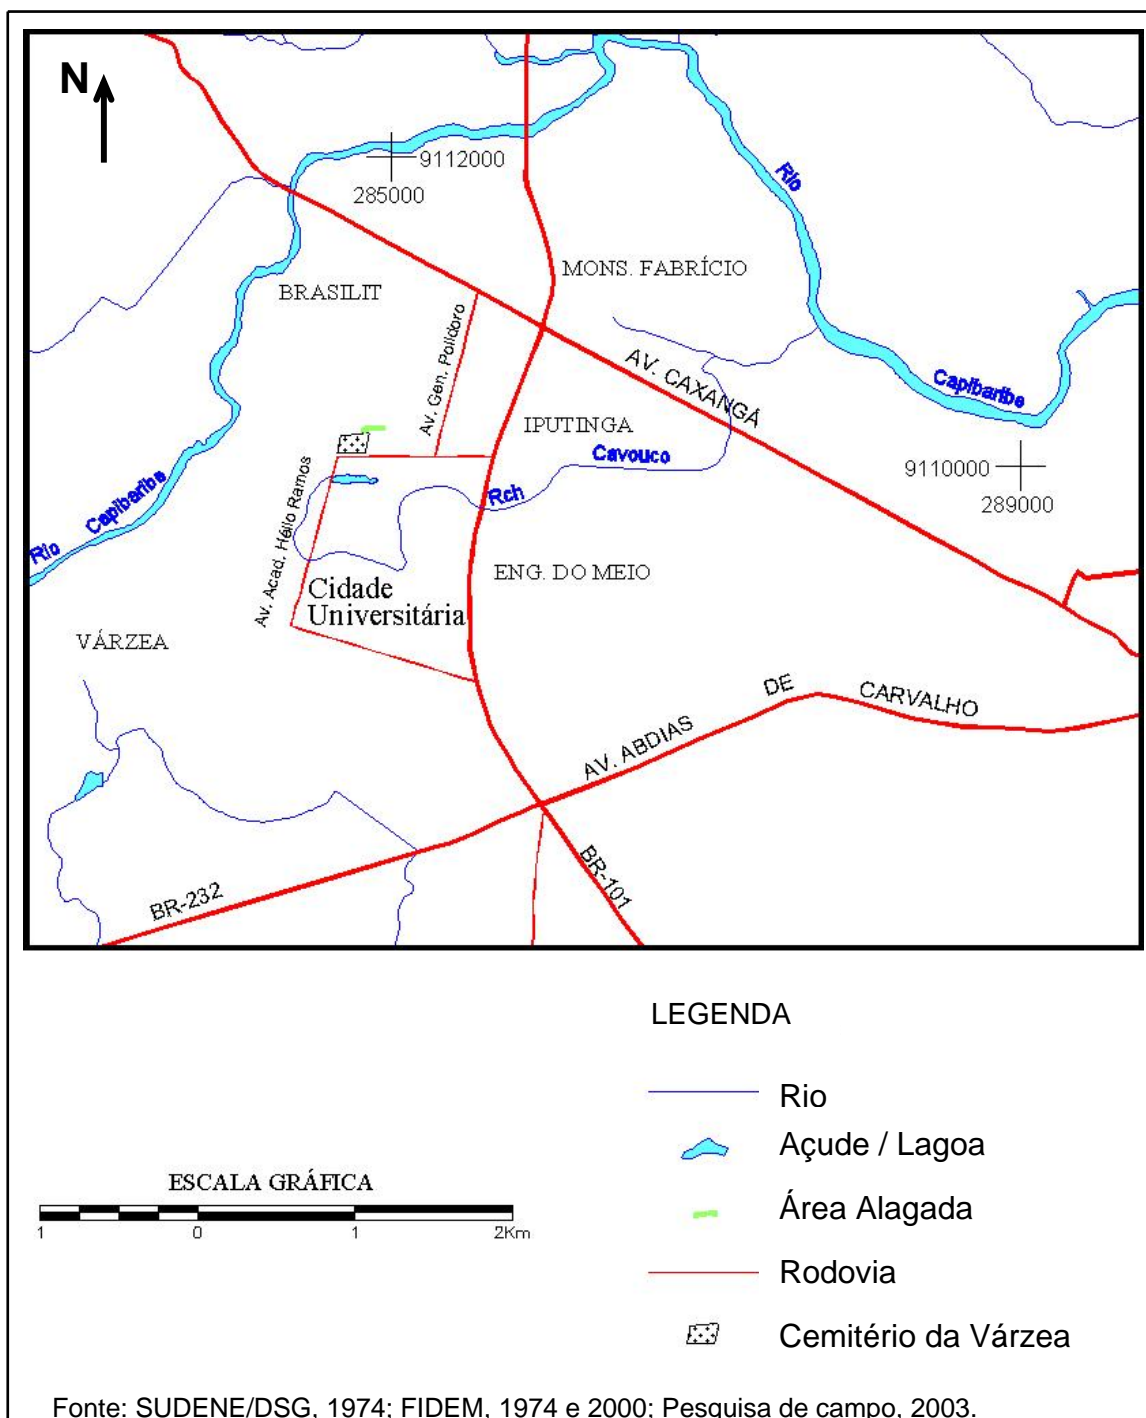 N
9112000
285000
Rio
MONS. FABRÍCIO
BRASILIT
Av. Gen. Polidoro
AV. CAXANGÁ
Capibaribe
IPUTINGA
Cavouco
9110000
289000
Rch
Av. Acad. Hélio Ramos
Capibaribe
Rio
ENG. DO MEIO
Cidade
Universitária
VÁRZEA
AV. ABDIAS DE CARVALHO
BR-232
BR-101
LEGENDA
Rio
Açude / Lagoa
Área Alagada
Rodovia
Cemitério da Várzea
ESCALA GRÁFICA
1 0 1 2Km
Fonte: SUDENE/DSG, 1974; FIDEM, 1974 e 2000; Pesquisa de campo, 2003.